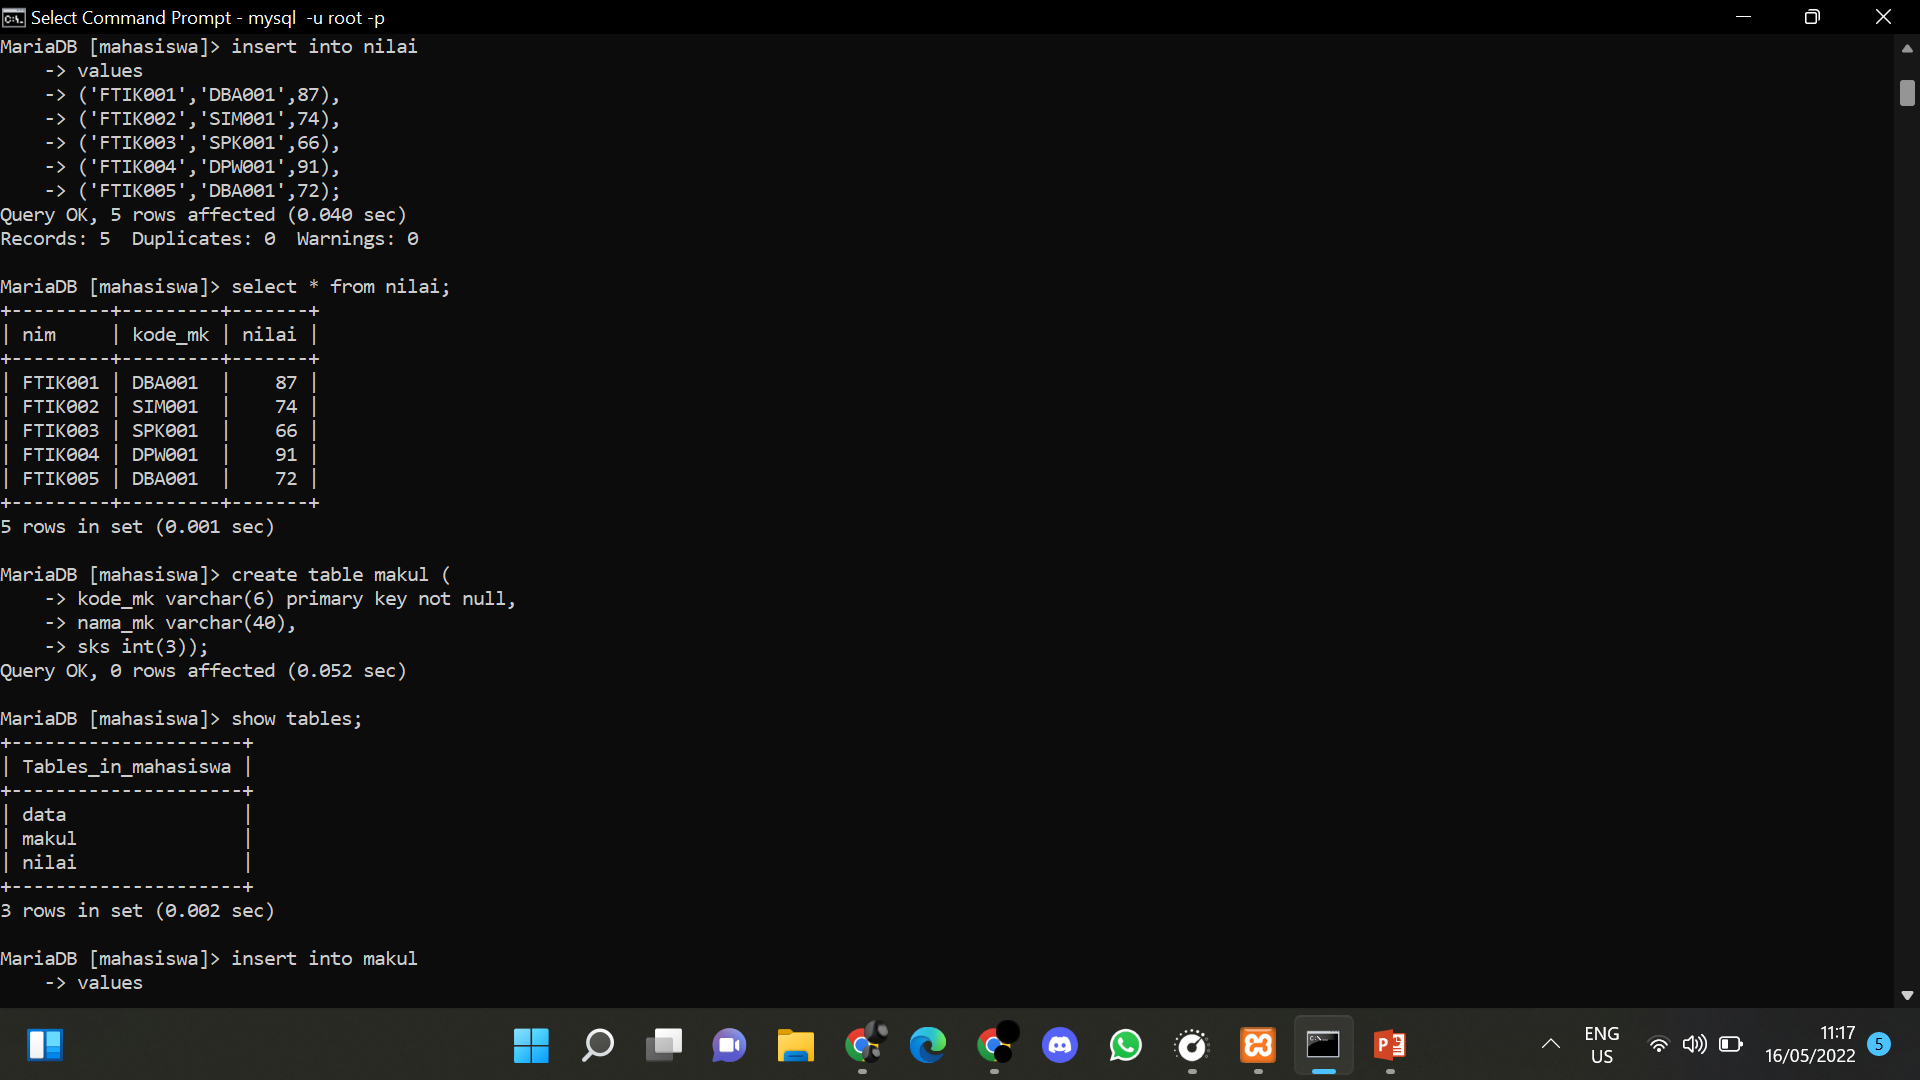 Select Command Prompt - mysql  -u root -p
MariaDB [mahasiswa]> insert into nilai
    -> values
    -> ('FTIK001','DBA001',87),
    -> ('FTIK002','SIM001',74),
    -> ('FTIK003','SPK001',66),
    -> ('FTIK004','DPW001',91),
    -> ('FTIK005','DBA001',72);
Query OK, 5 rows affected (0.040 sec)
Records: 5  Duplicates: 0  Warnings: 0
MariaDB [mahasiswa]> select * from nilai;
+---------+---------+-------+
| nim     | kode_mk | nilai |
+---------+---------+-------+
| FTIK001 | DBA001  |    87 |
| FTIK002 | SIM001  |    74 |
| FTIK003 | SPK001  |    66 |
| FTIK004 | DPW001  |    91 |
| FTIK005 | DBA001  |    72 |
+---------+---------+-------+
5 rows in set (0.001 sec)
MariaDB [mahasiswa]> create table makul (
    -> kode_mk varchar(6) primary key not null,
    -> nama_mk varchar(40),
    -> sks int(3));
Query OK, 0 rows affected (0.052 sec)
MariaDB [mahasiswa]> show tables;
+---------------------+
| Tables_in_mahasiswa |
+---------------------+
| data                |
| makul               |
| nilai               |
+---------------------+
3 rows in set (0.002 sec)
MariaDB [mahasiswa]> insert into makul
    -> values
ENG
US
11:17
16/05/2022
5